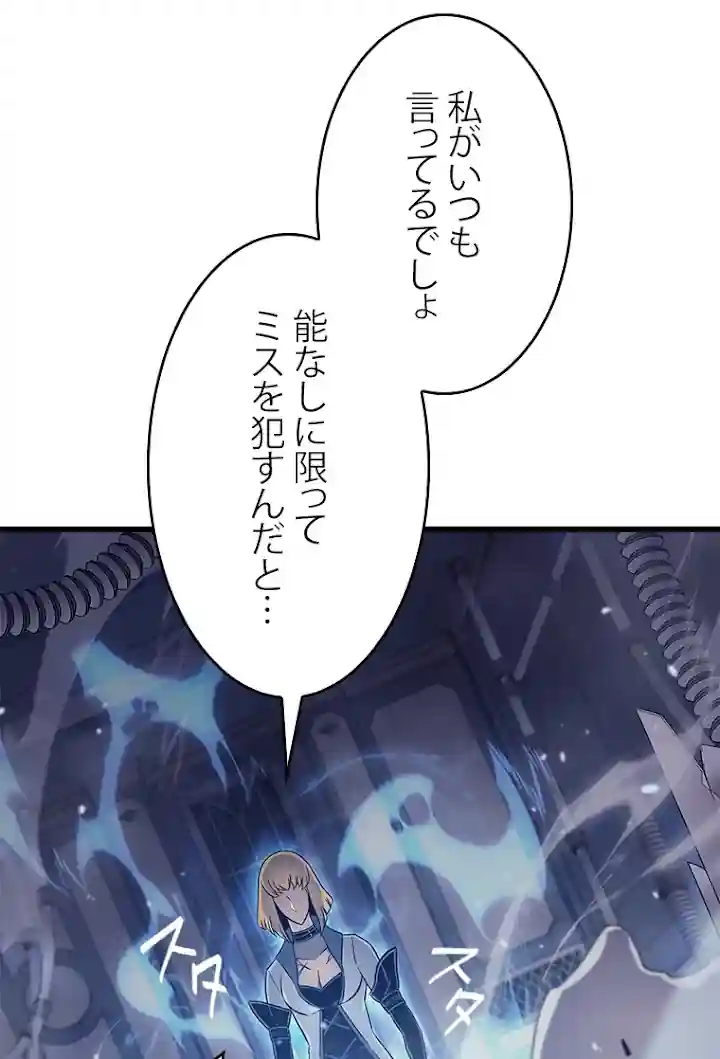 私がいつも
言ってるでしょ
能なしに限って
ミスを犯すんだと…
スタ
スタ